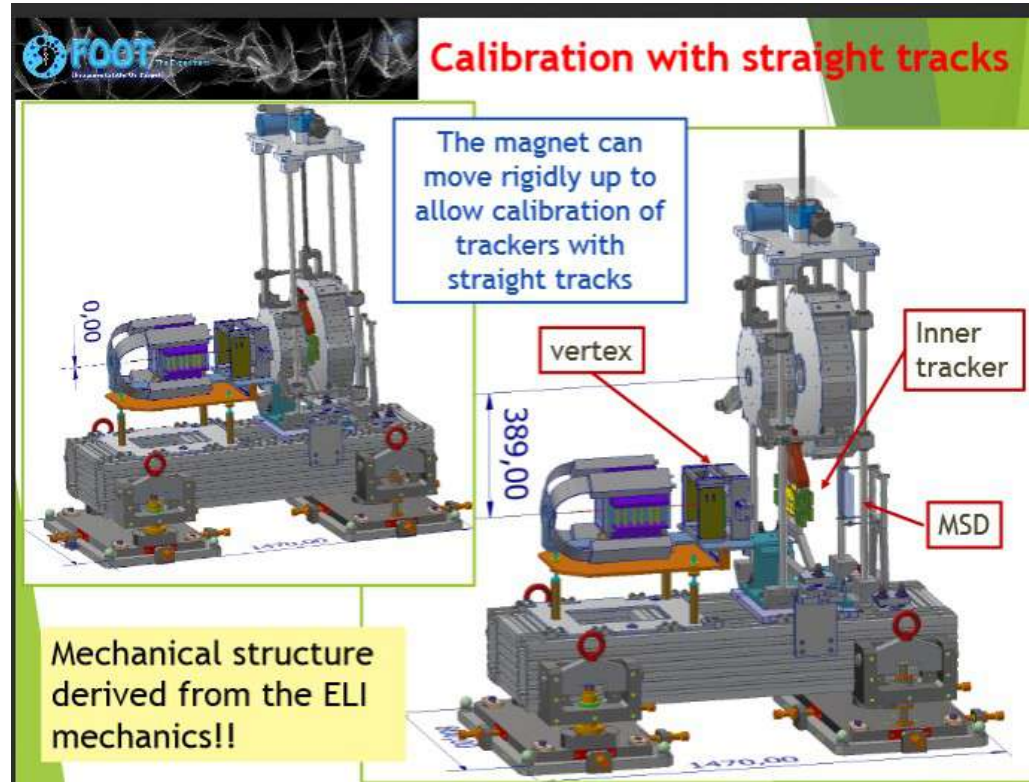 FOOT
Calibration with straight tracks
The magnet can
move rigidly up to
allow calibration of
trackers with
straight tracks
0,00
vertex
Inner
tracker
389,00
MSD
1470,00
Mechanical structure
derived from the ELI
mechanics!!
1470,00